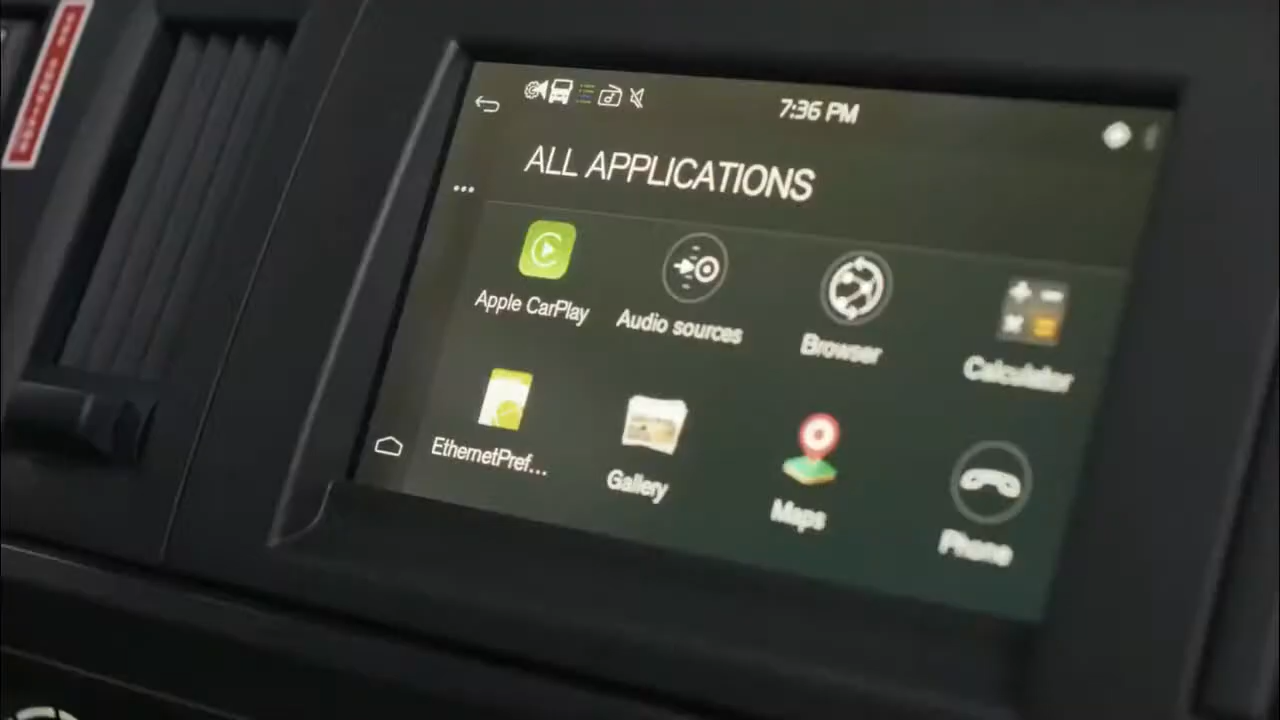 7:36 PM
ALL APPLICATIONS
Apple CarPlay
Audio sources
Browser
Calculator
EthernetPref...
Gallery
Maps
Phone